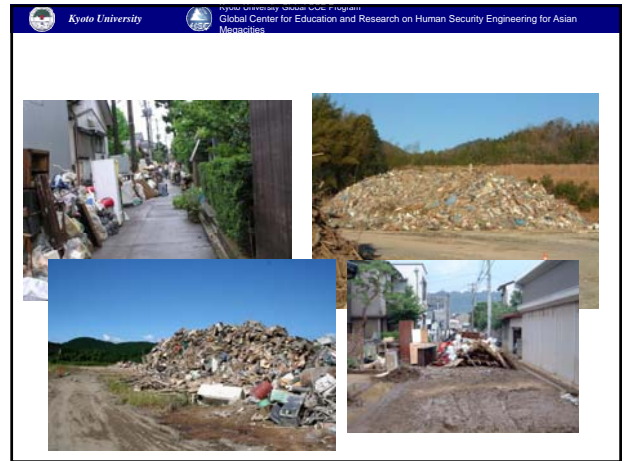 Kyoto University
HSC
Kyoto University Global COE Program
Global Center for Education and Research on Human Security Engineering for Asian
Megacities